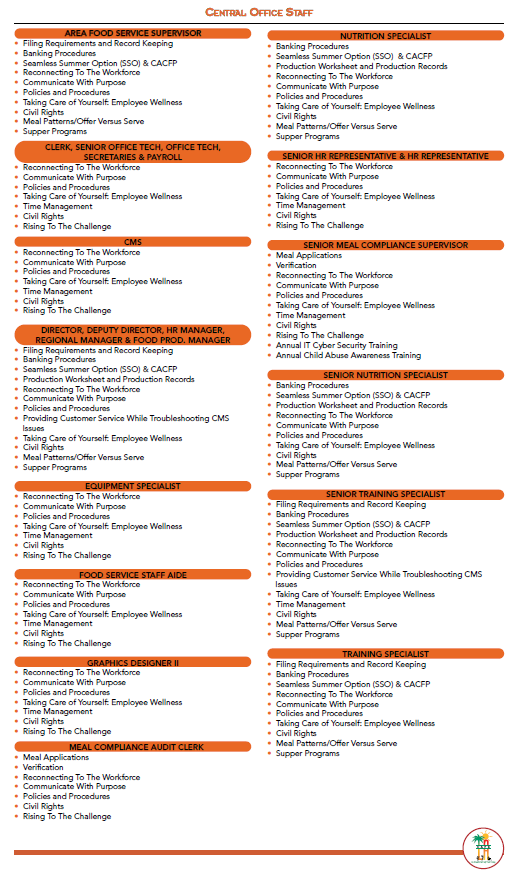 CENTRAL OFFICE STAFF
AREA FOOD SERVICE SUPERVISOR
• Filing Requirements and Record Keeping
• Banking Procedures
• Seamless Summer Option (SSO) & CACFP
• Reconnecting To The Workforce
• Communicate With Purpose
• Policies and Procedures
• Taking Care of Yourself: Employee Wellness
• Civil Rights
• Meal Patterns/Offer Versus Serve
• Supper Programs
CLERK, SENIOR OFFICE TECH, OFFICE TECH,
SECRETARIES & PAYROLL
• Reconnecting To The Workforce
• Communicate With Purpose
• Policies and Procedures
• Taking Care of Yourself: Employee Wellness
• Time Management
• Civil Rights
• Rising To The Challenge
CMS
• Reconnecting To The Workforce
• Communicate With Purpose
• Policies and Procedures
• Taking Care of Yourself: Employee Wellness
• Time Management
• Civil Rights
• Rising To The Challenge
DIRECTOR, DEPUTY DIRECTOR, HR MANAGER,
REGIONAL MANAGER & FOOD PROD. MANAGER
• Filing Requirements and Record Keeping
• Banking Procedures
• Seamless Summer Option (SSO) & CACFP
• Production Worksheet and Production Records
• Reconnecting To The Workforce
• Communicate With Purpose
• Policies and Procedures
• Providing Customer Service While Troubleshooting CMS
Issues
• Taking Care of Yourself: Employee Wellness
• Civil Rights
• Meal Patterns/Offer Versus Serve
• Supper Programs
EQUIPMENT SPECIALIST
• Reconnecting To The Workforce
• Communicate With Purpose
• Policies and Procedures
• Taking Care of Yourself: Employee Wellness
• Time Management
• Civil Rights
• Rising To The Challenge
FOOD SERVICE STAFF AIDE
• Reconnecting To The Workforce
• Communicate With Purpose
• Policies and Procedures
• Taking Care of Yourself: Employee Wellness
• Time Management
• Civil Rights
• Rising To The Challenge
GRAPHICS DESIGNER II
• Reconnecting To The Workforce
• Communicate With Purpose
• Policies and Procedures
• Taking Care of Yourself: Employee Wellness
• Time Management
• Civil Rights
• Rising To The Challenge
MEAL COMPLIANCE AUDIT CLERK
• Meal Applications
• Verification
• Reconnecting To The Workforce
• Communicate With Purpose
• Policies and Procedures
• Civil Rights
• Rising To The Challenge
NUTRITION SPECIALIST
• Banking Procedures
• Seamless Summer Option (SSO) & CACFP
• Production Worksheet and Production Records
• Reconnecting To The Workforce
• Communicate With Purpose
• Policies and Procedures
• Taking Care of Yourself: Employee Wellness
• Civil Rights
• Meal Patterns/Offer Versus Serve
• Supper Programs
SENIOR HR REPRESENTATIVE & HR REPRESENTATIVE
• Reconnecting To The Workforce
• Communicate With Purpose
• Policies and Procedures
• Taking Care of Yourself: Employee Wellness
• Time Management
• Civil Rights
• Rising To The Challenge
SENIOR MEAL COMPLIANCE SUPERVISOR
• Meal Applications
• Verification
• Reconnecting To The Workforce
• Communicate With Purpose
• Policies and Procedures
• Taking Care of Yourself: Employee Wellness
• Time Management
• Civil Rights
• Rising To The Challenge
• Annual IT Cyber Security Training
• Annual Child Abuse Awareness Training
SENIOR NUTRITION SPECIALIST
• Banking Procedures
• Seamless Summer Option (SSO) & CACFP
• Production Worksheet and Production Records
• Reconnecting To The Workforce
• Communicate With Purpose
• Policies and Procedures
• Taking Care of Yourself: Employee Wellness
• Civil Rights
• Meal Patterns/Offer Versus Serve
• Supper Programs
SENIOR TRAINING SPECIALIST
• Filing Requirements and Record Keeping
• Banking Procedures
• Seamless Summer Option (SSO) & CACFP
• Production Worksheet and Production Records
• Reconnecting To The Workforce
• Communicate With Purpose
• Policies and Procedures
• Providing Customer Service While Troubleshooting CMS
Issues
• Taking Care of Yourself: Employee Wellness
• Time Management
• Civil Rights
• Meal Patterns/Offer Versus Serve
• Supper Programs
TRAINING SPECIALIST
• Filing Requirements and Record Keeping
• Banking Procedures
• Seamless Summer Option (SSO) & CACFP
• Reconnecting To The Workforce
• Communicate With Purpose
• Policies and Procedures
• Taking Care of Yourself: Employee Wellness
• Civil Rights
• Meal Patterns/Offer Versus Serve
• Supper Programs